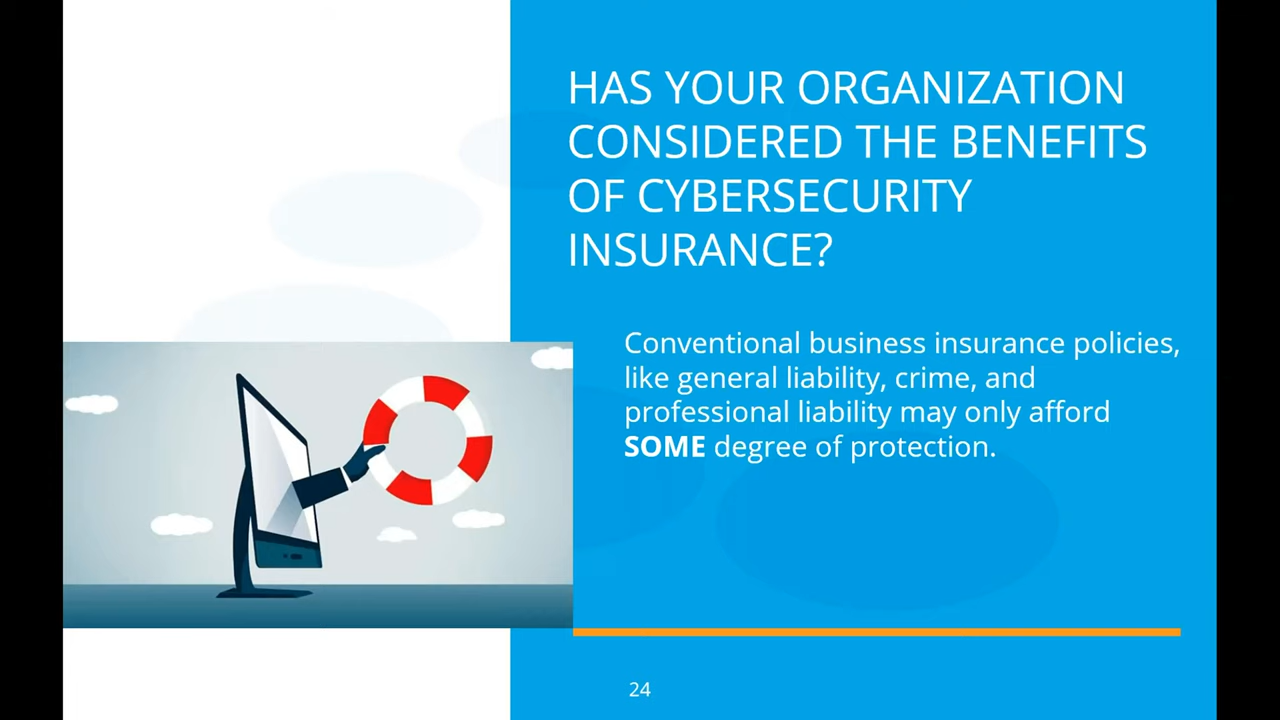 HAS YOUR ORGANIZATION
CONSIDERED THE BENEFITS
OF CYBERSECURITY
INSURANCE?
Conventional business insurance policies,
like general liability, crime, and
professional liability may only afford
SOME degree of protection.
24